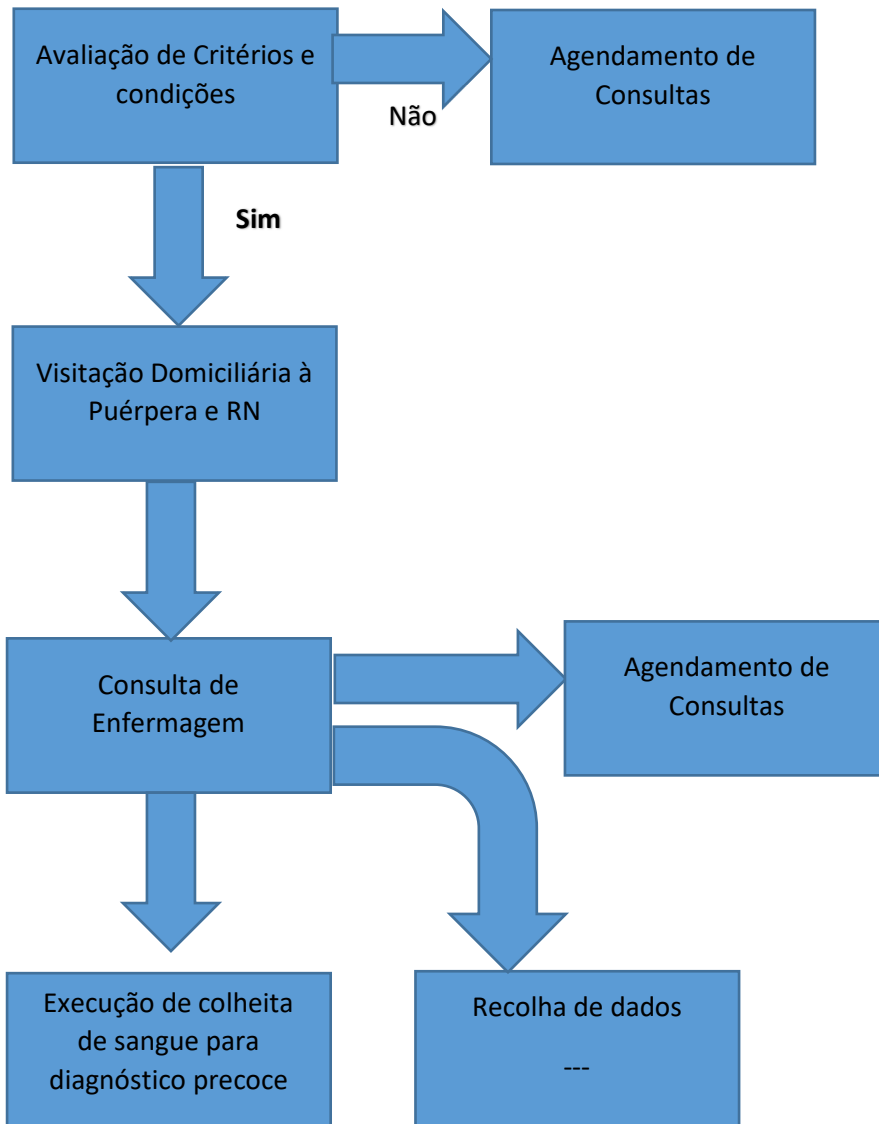 Avaliação de Critérios e
condições
Agendamento de
Consultas
Não
Sim
Visitação Domiciliária à
Puérpera e RN
Consulta de
Enfermagem
Agendamento de
Consultas
Execução de colheita
de sangue para
diagnóstico precoce
Recolha de dados
---